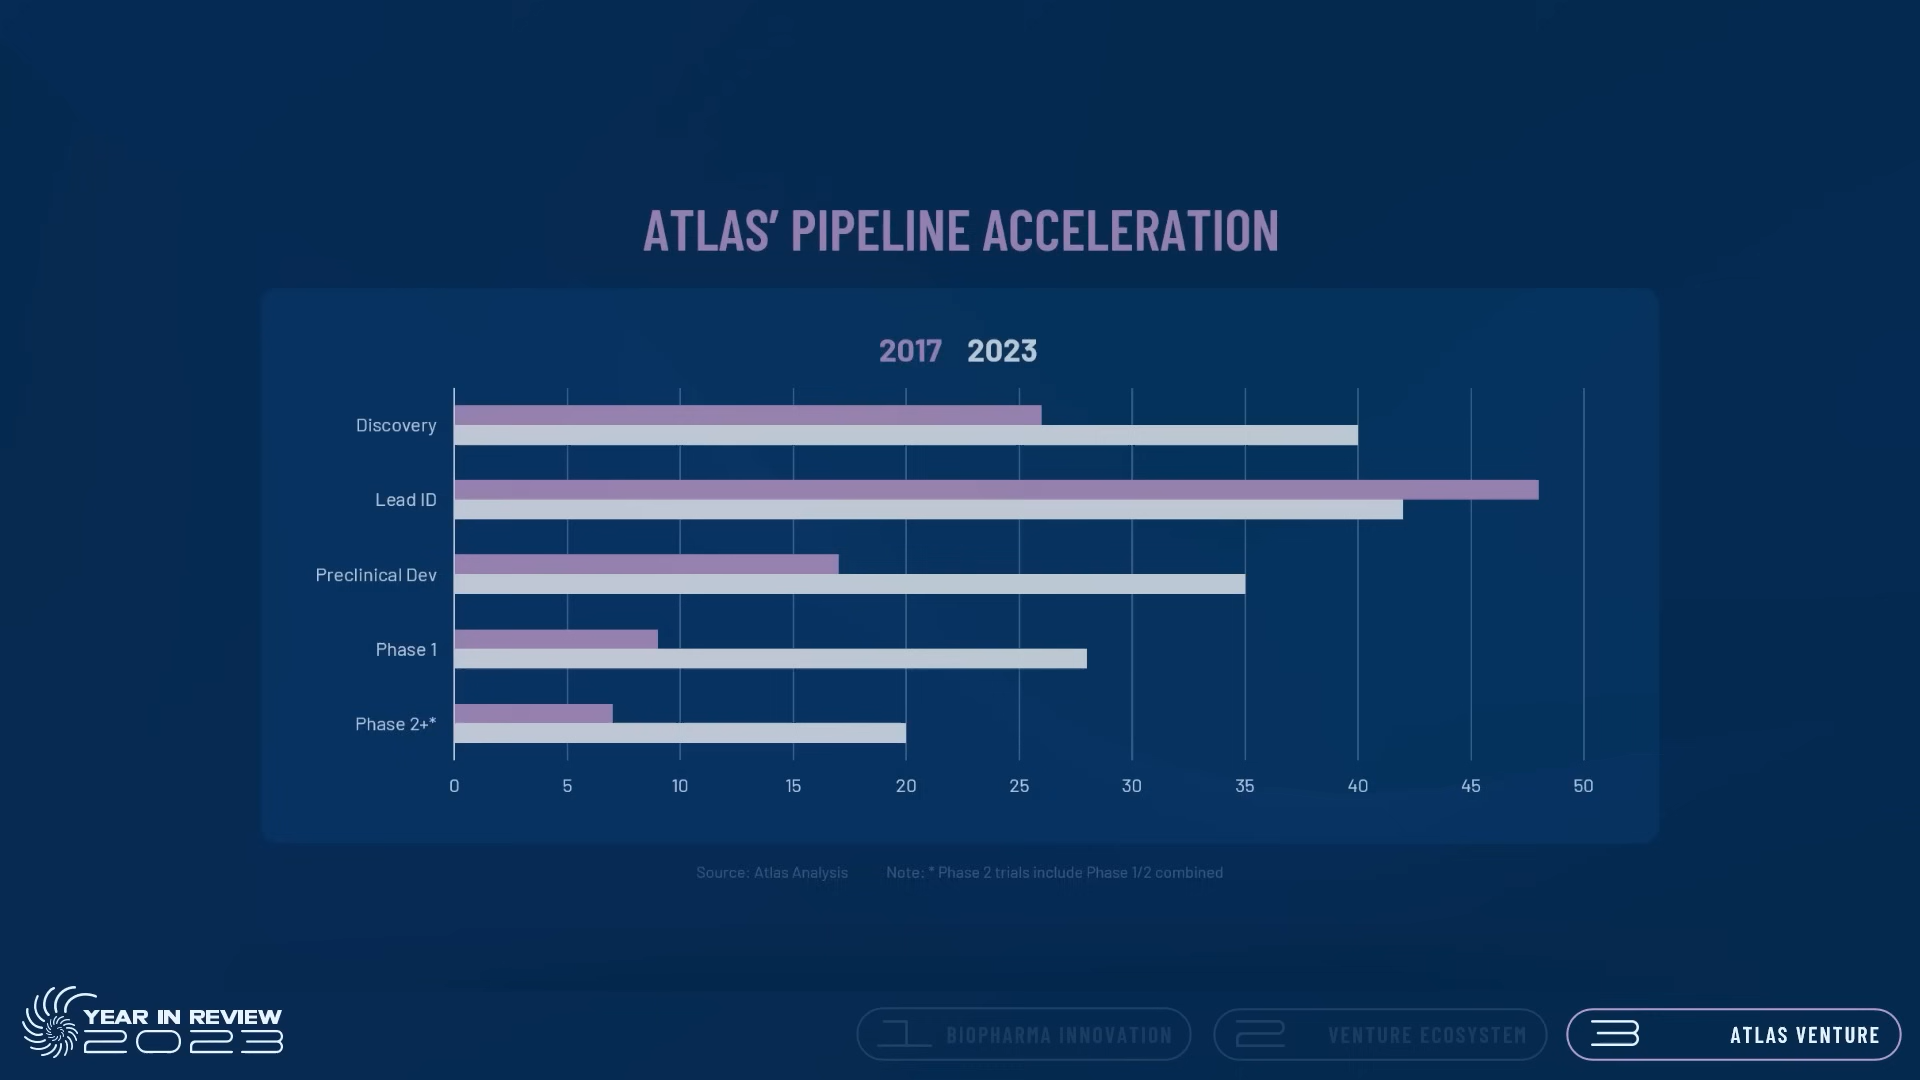 ATLAS' PIPELINE ACCELERATION
2017 2023
Discovery
Lead ID
Preclinical Dev
Phase 1
Phase 2+*
0 5 10 15 20 25 30 35 40 45 50
Source: Atlas Analysis Note: * Phase 2 trials include Phase 1/2 combined
YEAR IN REVIEW
2023
1 BIOPHARMA INNOVATION
2 VENTURE ECOSYSTEM
3 ATLAS VENTURE